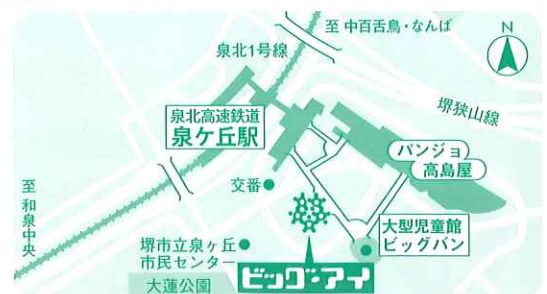 至 中百舌鳥・なんば
N
泉北1号線
堺狭山線
泉北高速鉄道
泉ケ丘駅
パンジョ
高島屋
至 和泉中央
交番
大型児童館
ビッグバン
堺市立泉ヶ丘
市民センター
大蓮公園
ビッグ・アイ